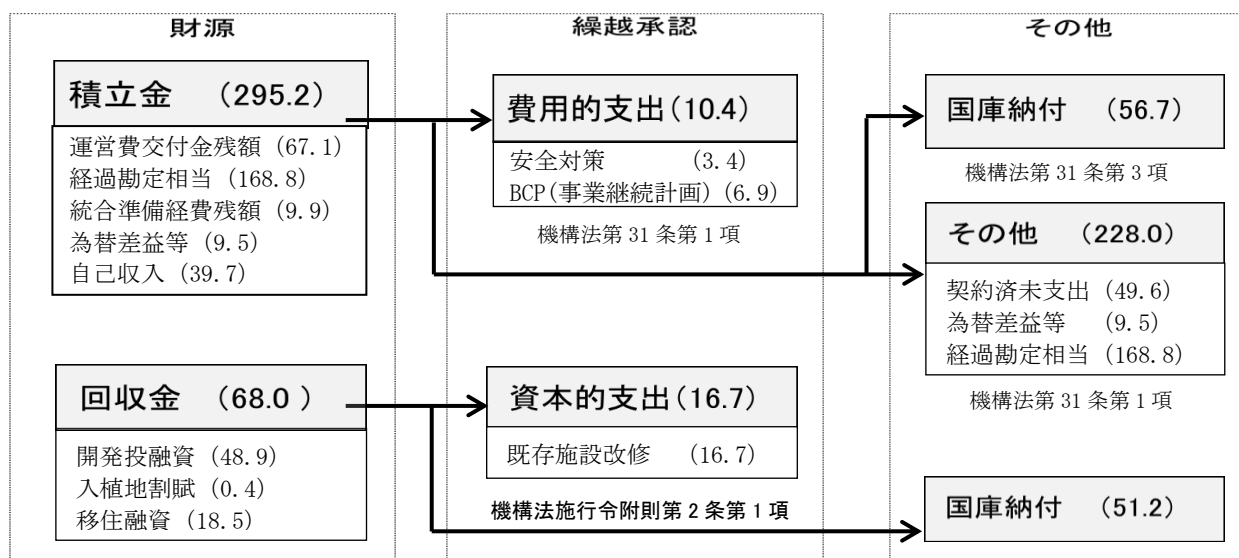 財源
積立金 (295.2)
運営費交付金残額 (67.1)
経過勘定相当 (168.8)
統合準備経費残額 (9.9)
為替差益等 (9.5)
自己収入 (39.7)
回収金 (68.0 )
開発投融資 (48.9)
入植地割賦 (0.4)
移住融資 (18.5)
繰越承認
費用的支出(10.4)
安全対策 (3.4)
BCP(事業継続計画) (6.9)
機構法第 31 条第 1 項
資本的支出(16.7)
既存施設改修 (16.7)
機構法施行令附則第 2 条第 1 項
その他
国庫納付 (56.7)
機構法第 31 条第 3 項
その他 (228.0)
契約済未支出 (49.6)
為替差益等 (9.5)
経過勘定相当 (168.8)
機構法第 31 条第 1 項
国庫納付 (51.2)